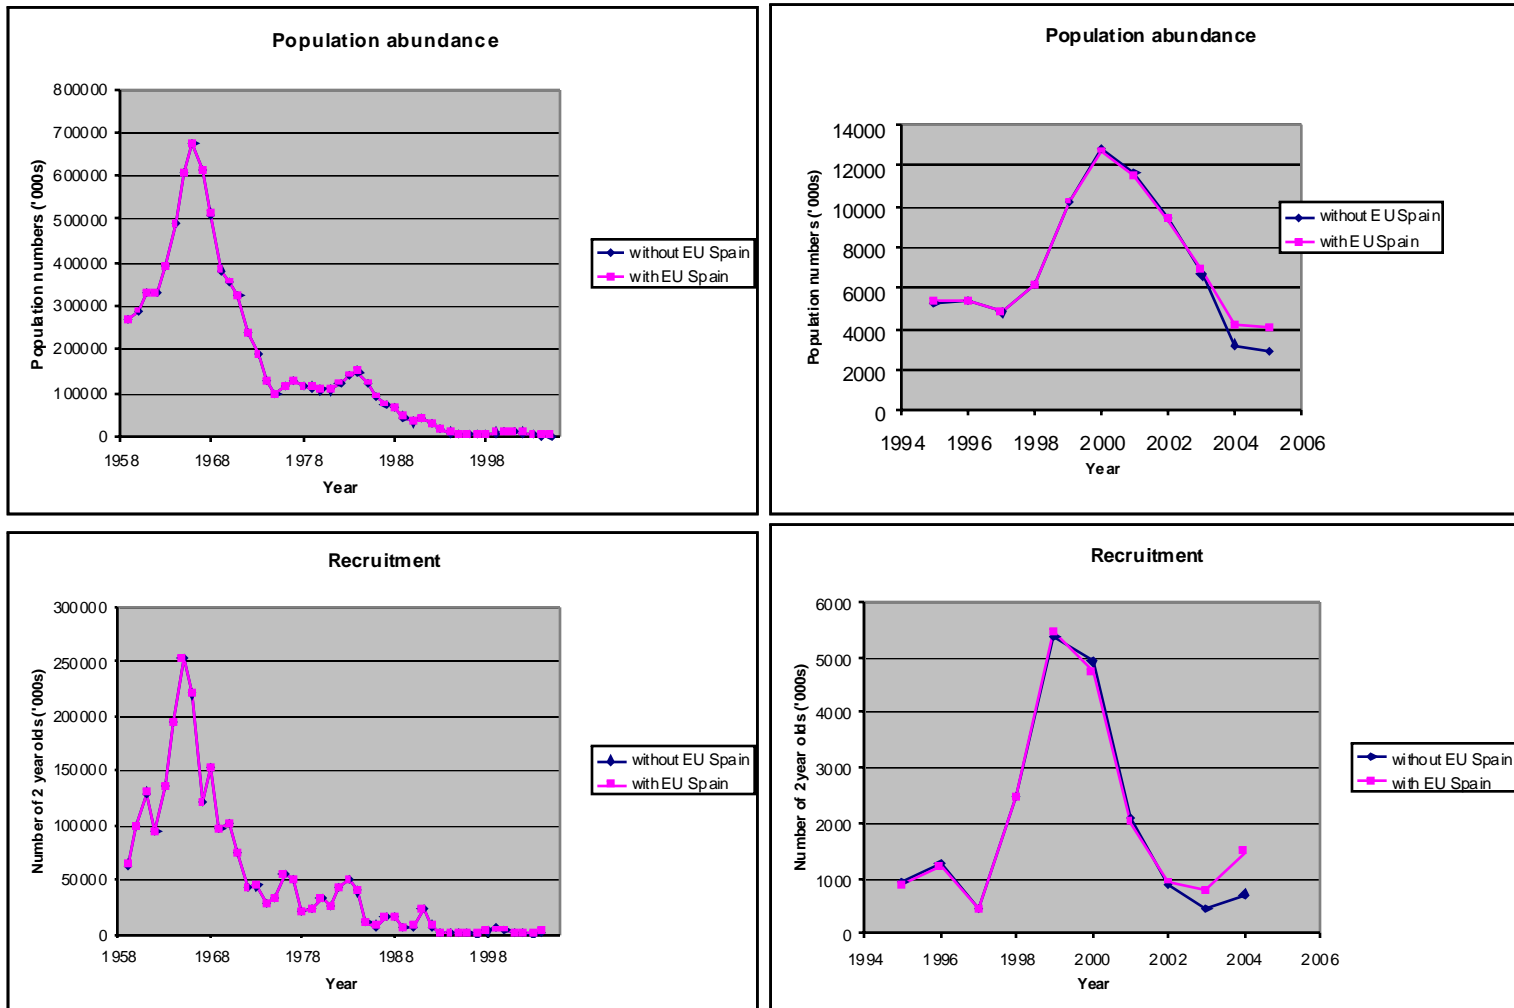 Population abundance
Population numbers ('000s)
800000
700000
600000
500000
400000
300000
200000
100000
0
1958
1968
1978
1988
1998
Year
without EU Spain
with EU Spain
Population abundance
Population numbers ('000s)
14000
12000
10000
8000
6000
4000
2000
0
1994
1996
1998
2000
2002
2004
2006
Year
without EU Spain
with EU Spain
Recruitment
Number of 2 year olds ('000s)
300000
250000
200000
150000
100000
50000
0
1958
1968
1978
1988
1998
Year
without EU Spain
with EU Spain
Recruitment
Number of 2 year olds ('000s)
6000
5000
4000
3000
2000
1000
0
1994
1996
1998
2000
2002
2004
2006
Year
without EU Spain
with EU Spain